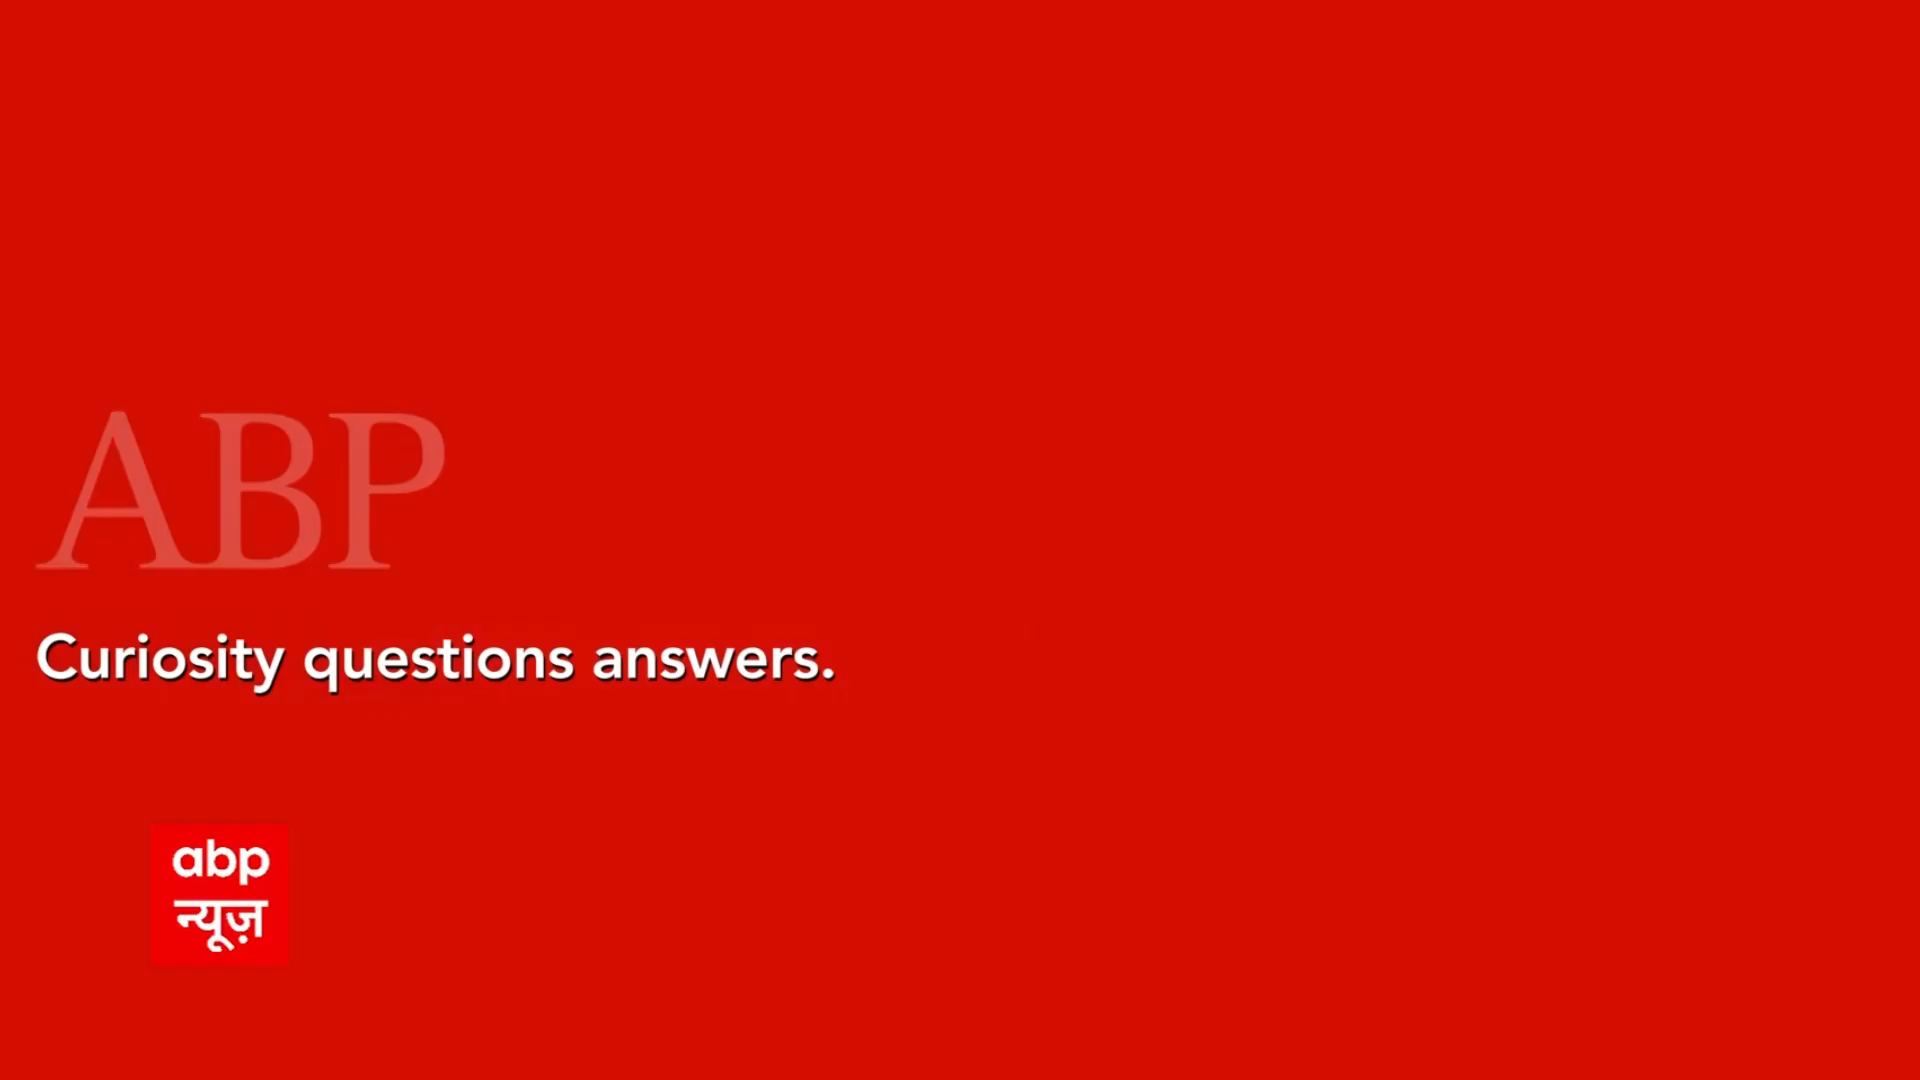 ABP
Curiosity questions answers.
abp
न्यूज़